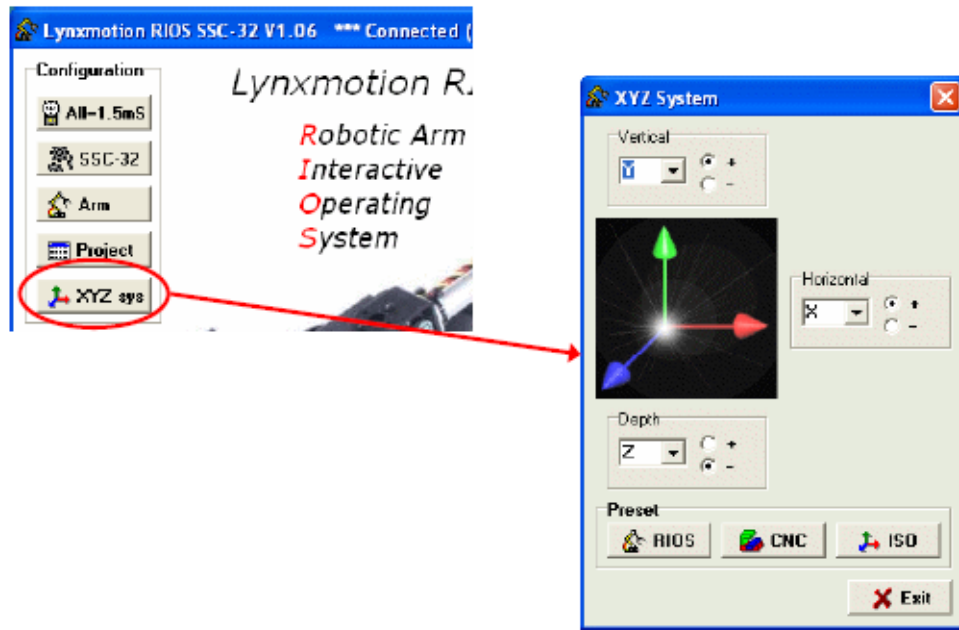 Lynxmotion RIOS SSC-32 V1.06 *** Connected (
Configuration
All-1.5mS
SSC-32
Arm
Project
XYZ sys
Lynxmotion R
Robotic Arm
Interactive
Operating
System
XYZ System
Vertical
Y
+
-
Horizontal
X
+
-
Depth
Z
+
-
Preset
RIOS
CNC
ISO
Exit